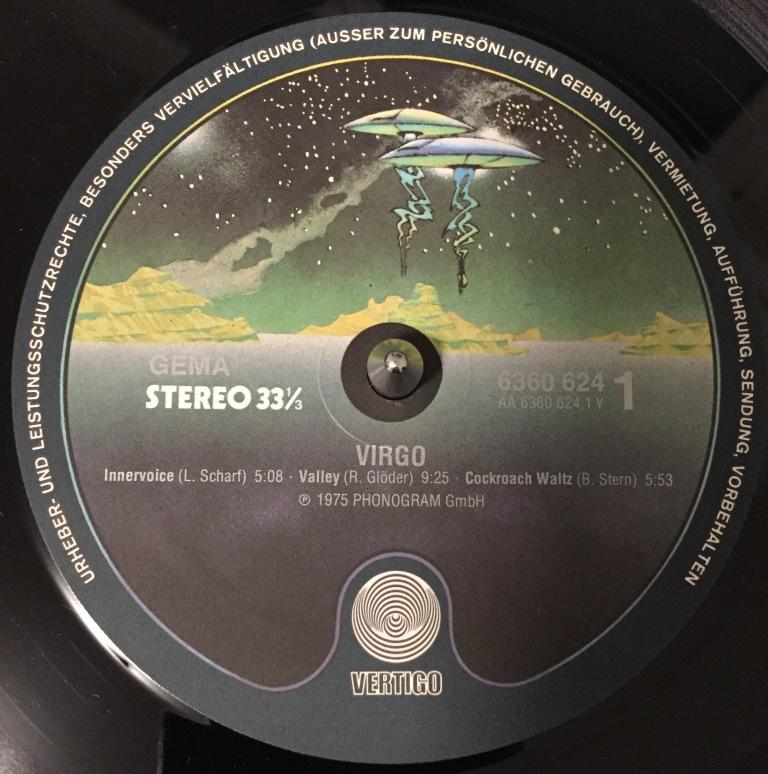 URHEBER- UND LEISTUNGSSCHUTZRECHTE, BESONDERS VERVIELFÄLTIGUNG (AUSSER ZUM PERSÖNLICHEN GEBRAUCH), VERMIETUNG, AUFFÜHRUNG, SENDUNG, VORBEHALTEN
GEMA
STEREO 33⅓
6360 624 1
AA 6360 624.1 Y
VIRGO
Innervoice (L. Scharf) 5:08 · Valley (R. Glöder) 9:25 · Cockroach Waltz (B. Stern) 5:53
℗ 1975 PHONOGRAM GmbH
VERTIGO